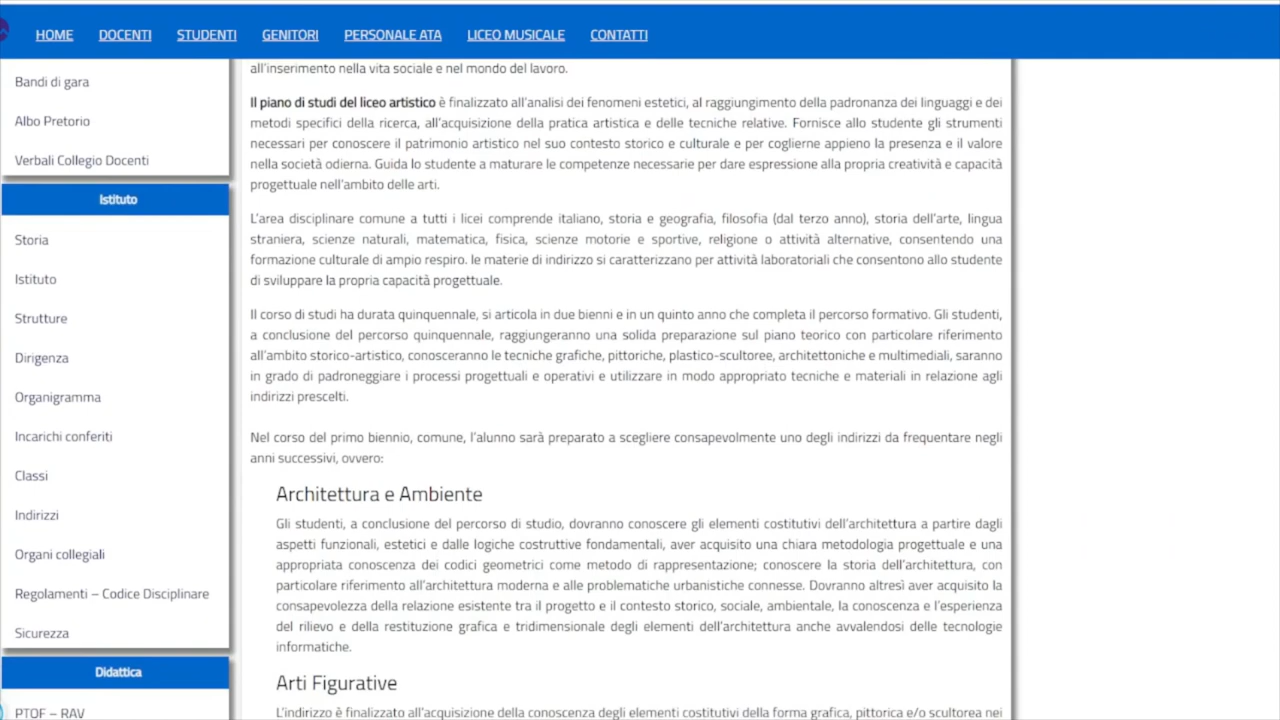 HOME DOCENTI STUDENTI GENITORI PERSONALE ATA LICEO MUSICALE CONTATTI
Bandi di gara
Albo Pretorio
Verbali Collegio Docenti
Istituto
Storia
Istituto
Strutture
Dirigenza
Organigramma
Incarichi conferiti
Classi
Indirizzi
Organi collegiali
Regolamenti – Codice Disciplinare
Sicurezza
Didattica
PTOF – RAV
all'inserimento nella vita sociale e nel mondo del lavoro.
Il piano di studi del liceo artistico è finalizzato all'analisi dei fenomeni estetici, al raggiungimento della padronanza dei linguaggi e dei
metodi specifici della ricerca, all'acquisizione della pratica artistica e delle tecniche relative. Fornisce allo studente gli strumenti
necessari per conoscere il patrimonio artistico nel suo contesto storico e culturale e per coglierne appieno la presenza e il valore
nella società odierna. Guida lo studente a maturare le competenze necessarie per dare espressione alla propria creatività e capacità
progettuale nell'ambito delle arti.
L'area disciplinare comune a tutti i licei comprende italiano, storia e geografia, filosofia (dal terzo anno), storia dell'arte, lingua
straniera, scienze naturali, matematica, fisica, scienze motorie e sportive, religione o attività alternative, consentendo una
formazione culturale di ampio respiro. le materie di indirizzo si caratterizzano per attività laboratoriali che consentono allo studente
di sviluppare la propria capacità progettuale.
Il corso di studi ha durata quinquennale, si articola in due bienni e in un quinto anno che completa il percorso formativo. Gli studenti,
a conclusione del percorso quinquennale, raggiungeranno una solida preparazione sul piano teorico con particolare riferimento
all'ambito storico-artistico, conosceranno le tecniche grafiche, pittoriche, plastico-scultoree, architettoniche e multimediali, saranno
in grado di padroneggiare i processi progettuali e operativi e utilizzare in modo appropriato tecniche e materiali in relazione agli
indirizzi prescelti.
Nel corso del primo biennio, comune, l'alunno sarà preparato a scegliere consapevolmente uno degli indirizzi da frequentare negli
anni successivi, ovvero:
Architettura e Ambiente
Gli studenti, a conclusione del percorso di studio, dovranno conoscere gli elementi costitutivi dell'architettura a partire dagli
aspetti funzionali, estetici e dalle logiche costruttive fondamentali, aver acquisito una chiara metodologia progettuale e una
appropriata conoscenza dei codici geometrici come metodo di rappresentazione; conoscere la storia dell'architettura, con
particolare riferimento all'architettura moderna e alle problematiche urbanistiche connesse. Dovranno altresì aver acquisito la
consapevolezza della relazione esistente tra il progetto e il contesto storico, sociale, ambientale, la conoscenza e l'esperienza
del rilievo e della restituzione grafica e tridimensionale degli elementi dell'architettura anche avvalendosi delle tecnologie
informatiche.
Arti Figurative
L'indirizzo è finalizzato all'acquisizione della conoscenza degli elementi costitutivi della forma grafica, pittorica e/o scultorea nei